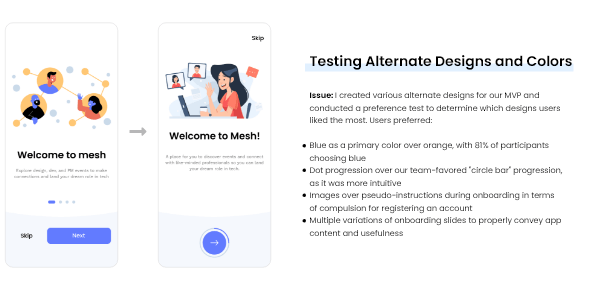 Welcome to mesh
Explore design, dev, and PM events to make
connections and land your dream role in tech
Skip
Next
Skip
Welcome to Mesh!
A place for you to discover events and connect
with like-minded professionals so you can land
your dream role in tech.
Testing Alternate Designs and Colors
Issue: I created various alternate designs for our MVP and
conducted a preference test to determine which designs users
liked the most. Users preferred:
Blue as a primary color over orange, with 81% of participants
choosing blue
Dot progression over our team-favored "circle bar" progression,
as it was more intuitive
Images over pseudo-instructions during onboarding in terms
of compulsion for registering an account
Multiple variations of onboarding slides to properly convey app
content and usefulness